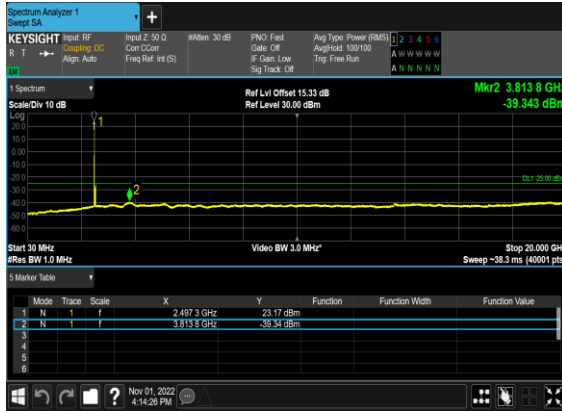 Spectrum Analyzer 1
Swept SA
KEYSIGHT Input: RF Input Z: 50 Ω #Atten: 30 dB PNO: Fast Avg Type: Power (RMS) 1 2 3 4 5 6
R T Coupling: DC Corr CCorr Gate: Off Avg|Hold: 100/100 A W W W W W
Align: Auto Freq Ref: Int (S) IF Gain: Low Trig: Free Run
LU Sig Track: Off A N N N N N
1 Spectrum Ref Lvl Offset 15.33 dB Mkr2 3.813 8 GHz
Scale/Div 10 dB Ref Level 30.00 dBm -39.343 dBm
Log
20.0
10.0
0.00
-10.0
-20.0
DL1 -25.00 dBm
-30.0
-40.0
-50.0
-60.0
1
2
Start 30 MHz Video BW 3.0 MHz* Stop 20.000 GHz
#Res BW 1.0 MHz Sweep ~38.3 ms (40001 pts)
5 Marker Table
Mode Trace Scale X Y Function Function Width Function Value
1 N 1 f 2.497 3 GHz 23.17 dBm
2 N 1 f 3.813 8 GHz -39.34 dBm
3
4
5
6
? Nov 01, 2022
4:14:26 PM